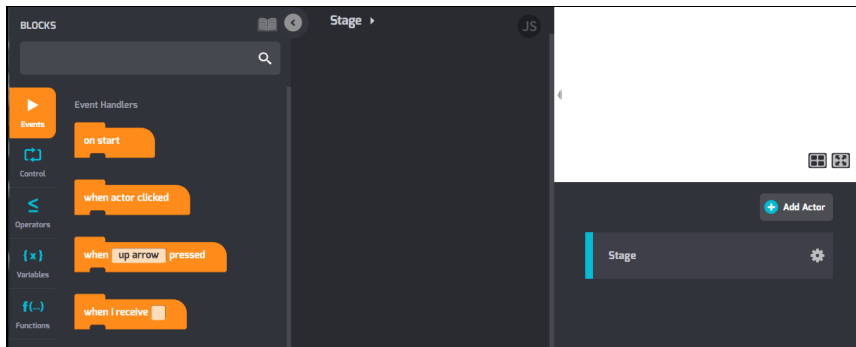 BLOCKS
Stage
JS
Events
Control
Operators
{x}
Variables
f(...)
Functions
Event Handlers
on start
when actor clicked
when up arrow pressed
when I receive
Add Actor
Stage